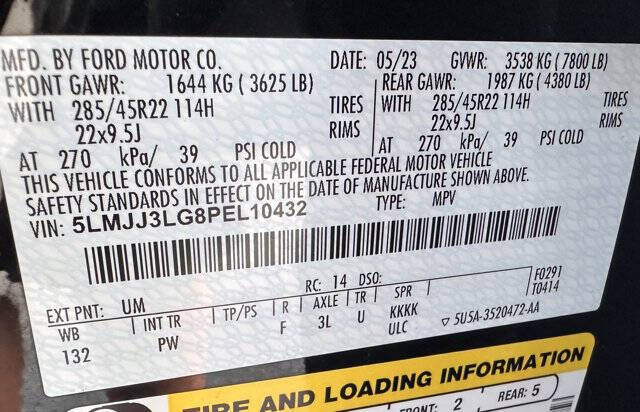 MFD. BY FORD MOTOR CO. DATE: 05/23 GVWR: 3538 KG (7800 LB)
FRONT GAWR: 1644 KG (3625 LB) REAR GAWR: 1987 KG (4380 LB)
WITH 285/45R22 114H TIRES WITH 285/45R22 114H TIRES
22x9.5J RIMS 22x9.5J RIMS
AT 270 kPa/ 39 PSI COLD AT 270 kPa/ 39 PSI COLD
THIS VEHICLE CONFORMS TO ALL APPLICABLE FEDERAL MOTOR VEHICLE
SAFETY STANDARDS IN EFFECT ON THE DATE OF MANUFACTURE SHOWN ABOVE.
VIN: 5LMJJ3LG8PEL10432 TYPE: MPV
F0291
T0414
EXT PNT: UM RC: 14 DSO:
WB INT TR TP/PS R AXLE TR SPR
132 PW F 3L U KKKK
ULC ▽ 5U5A-3520472-AA
TIRE AND LOADING INFORMATION
FRONT: 2 REAR: 5